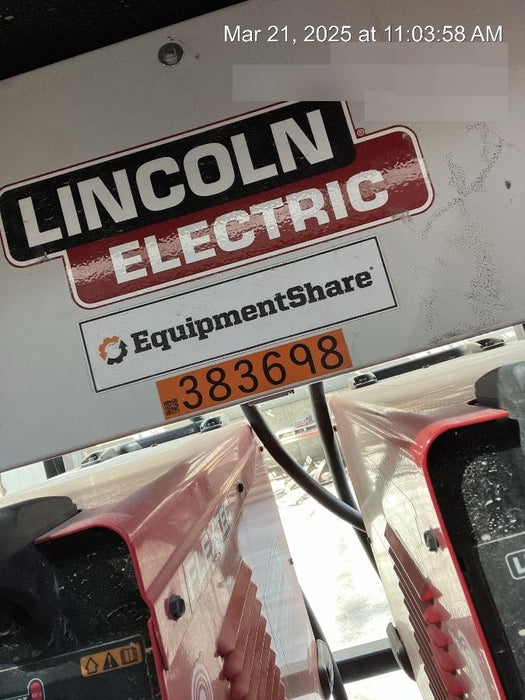 Mar 21, 2025 at 11:03:58 AM
LINCOLN
ELECTRIC
EquipmentShare
383698